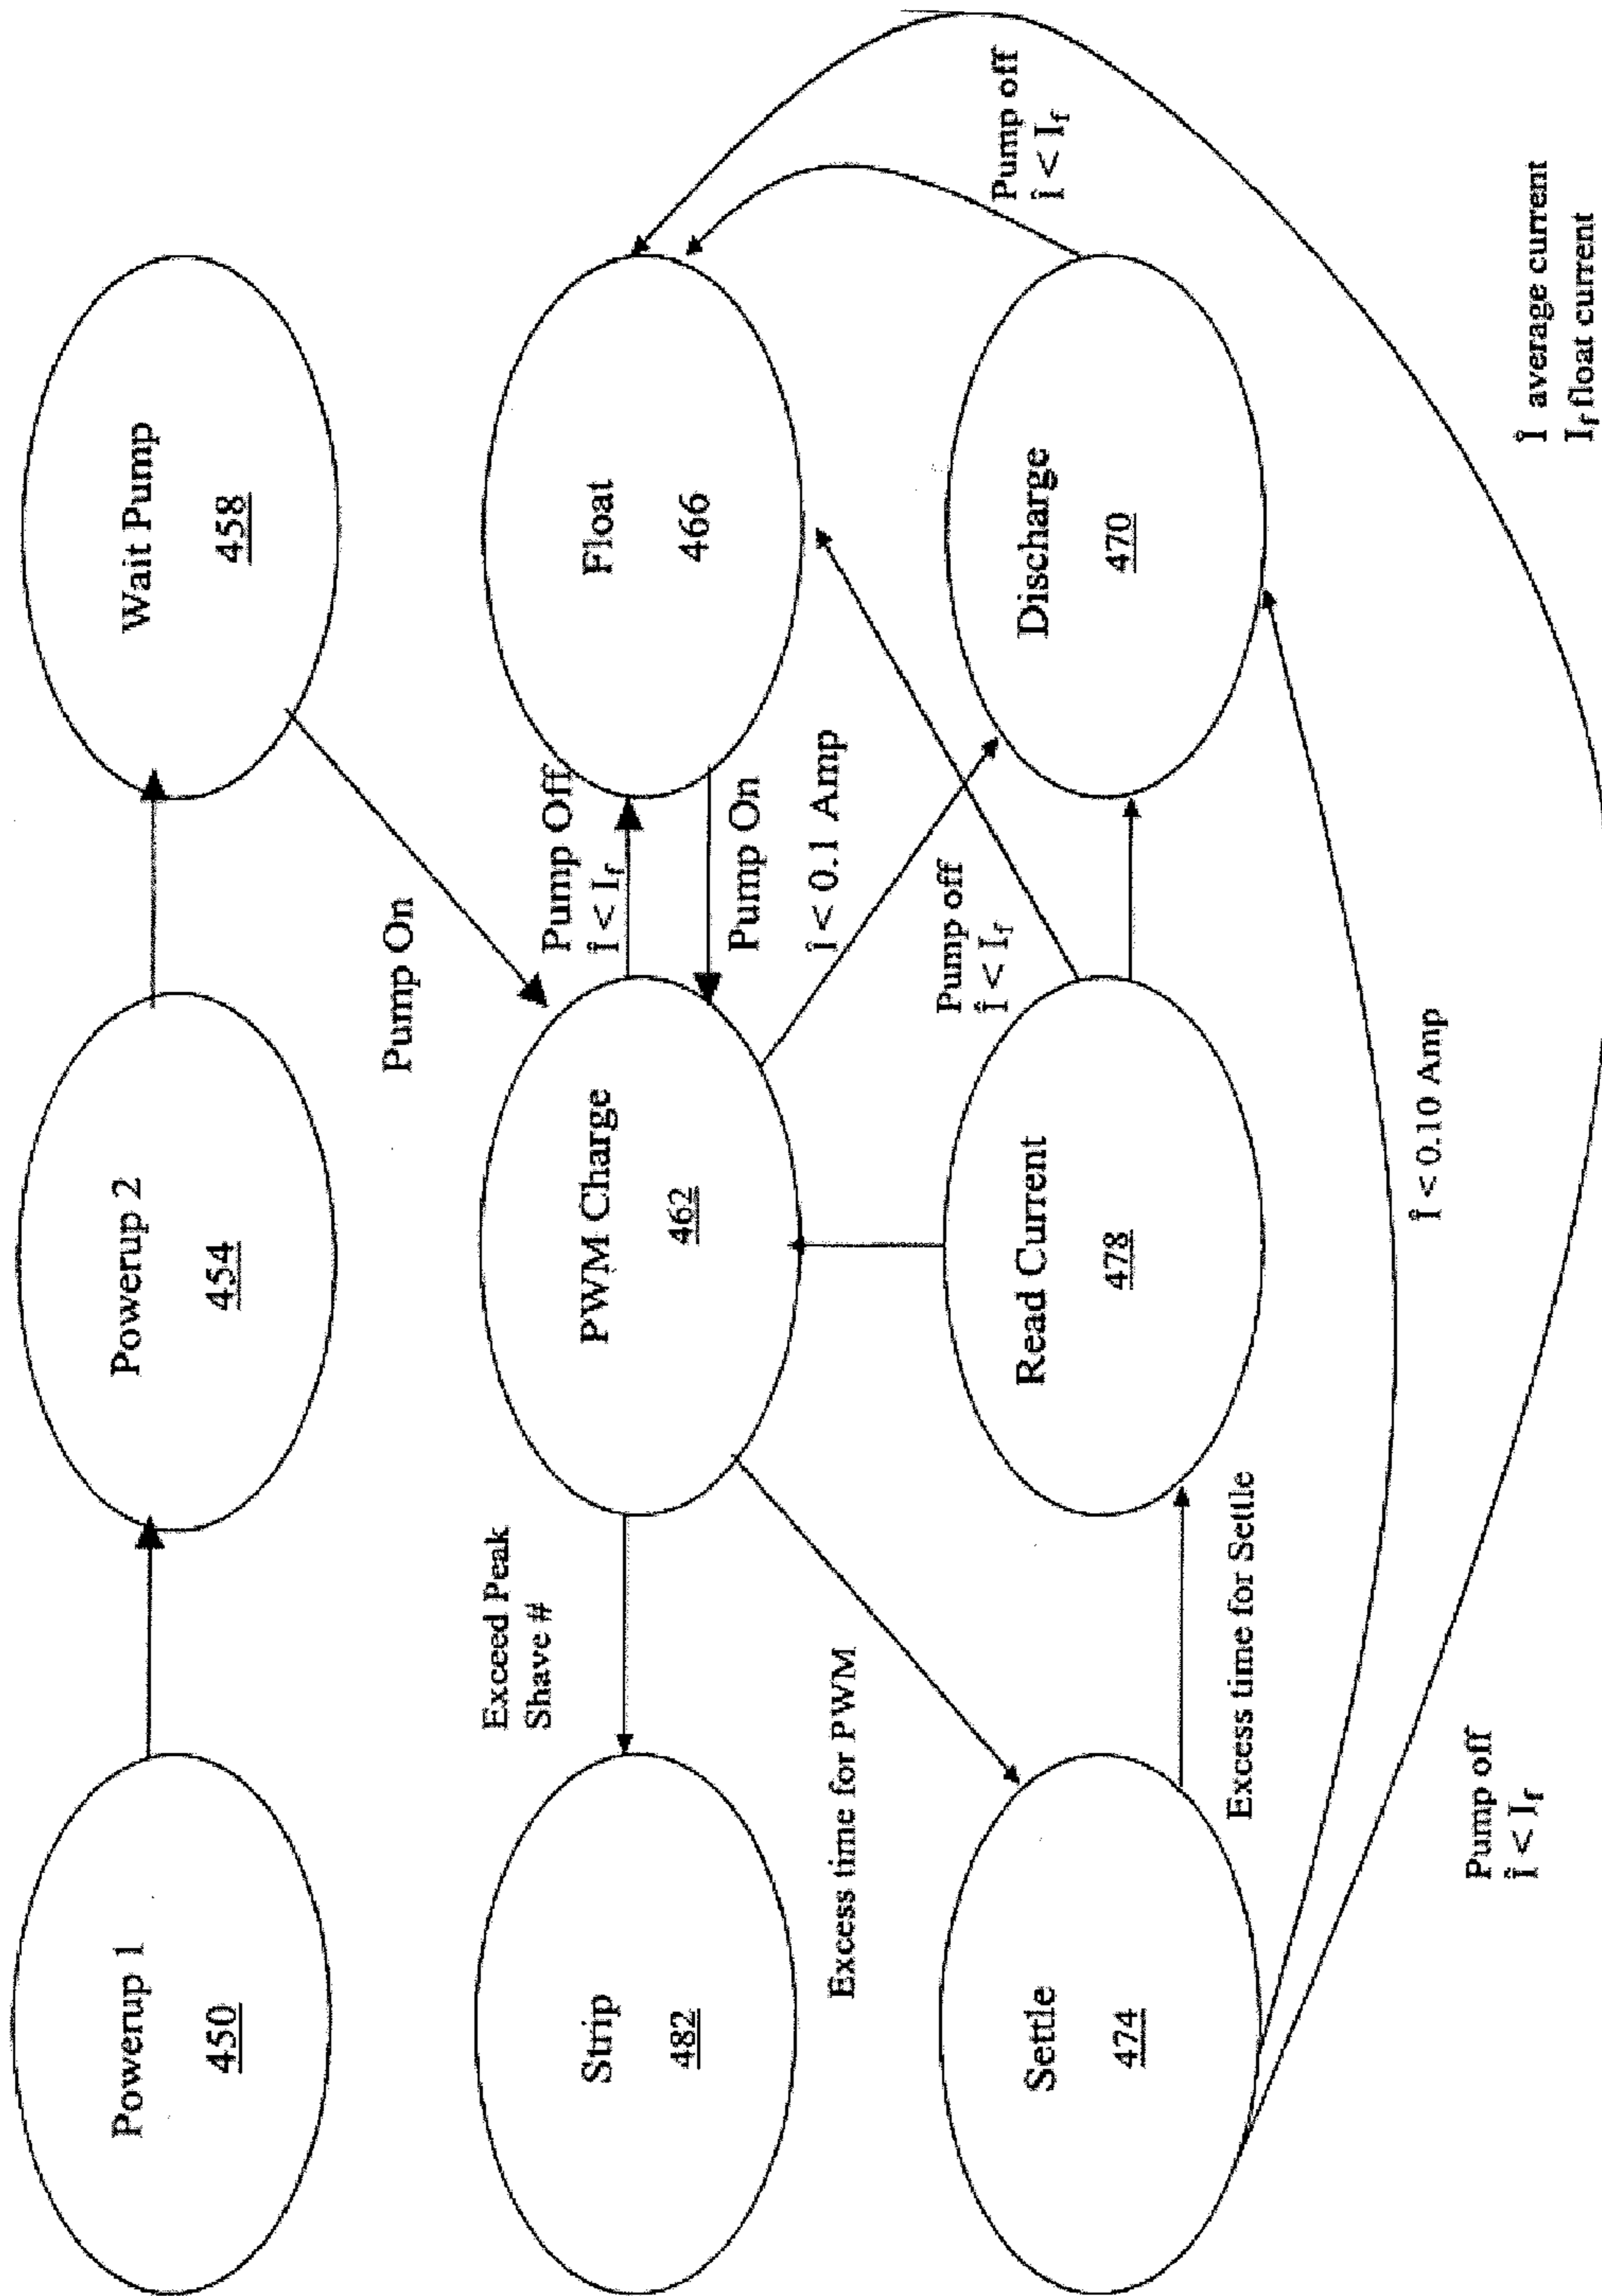 Powerup 1
450
Powerup 2
454
Wait Pump
458
Pump On
Exceed Peak
Shave #
Strip
482
PWM Charge
462
Pump Off
Î < If
Pump On
Float
466
Î < 0.1 Amp
Excess time for PWM
Pump off
Î < If
Pump off
Î < If
Settle
474
Read Current
478
Discharge
470
Excess time for Settle
Î < 0.10 Amp
Pump off
Î < If
Î average current
If float current